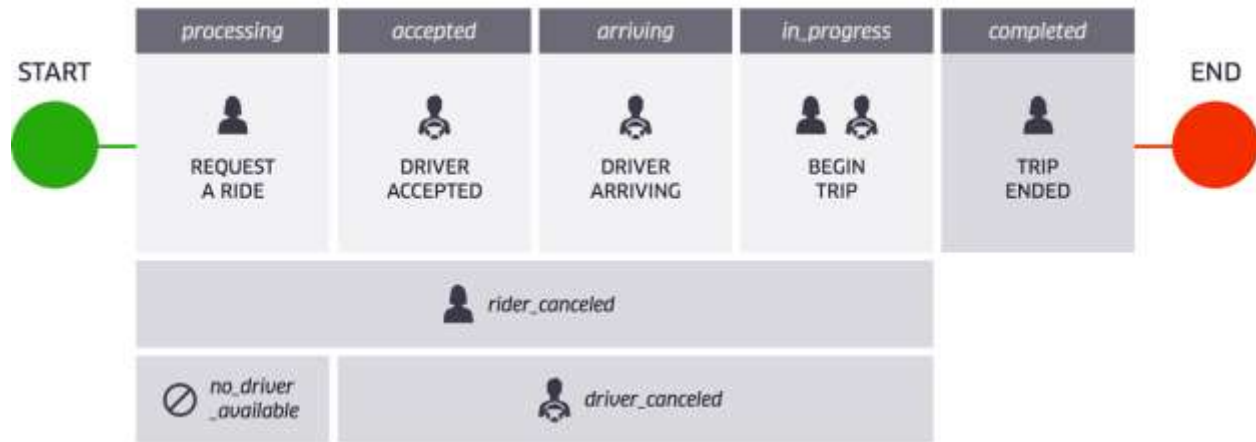 processing
accepted
arriving
in_progress
completed
START
END
REQUEST
A RIDE
DRIVER
ACCEPTED
DRIVER
ARRIVING
BEGIN
TRIP
TRIP
ENDED
rider_canceled
no_driver
_available
driver_canceled